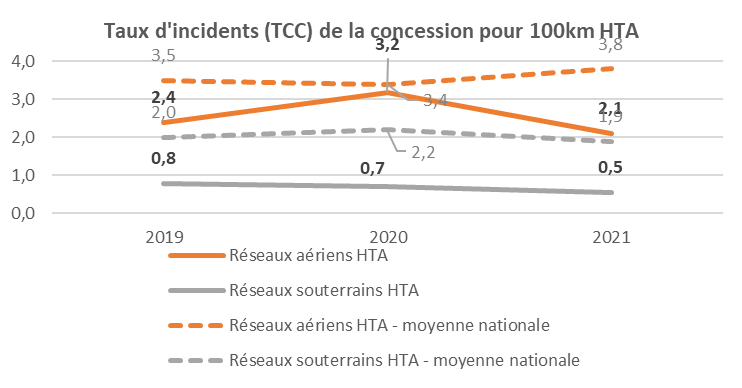 Taux d'incidents (TCC) de la concession pour 100km HTA
3,5 3,2 3,8
4,0
3,0
2,4 3,4 2,1
2,0 1,9
2,0
2,2
0,8 0,7 0,5
1,0
0,0
2019 2020 2021
Réseaux aériens HTA
Réseaux souterrains HTA
Réseaux aériens HTA - moyenne nationale
Réseaux souterrains HTA - moyenne nationale